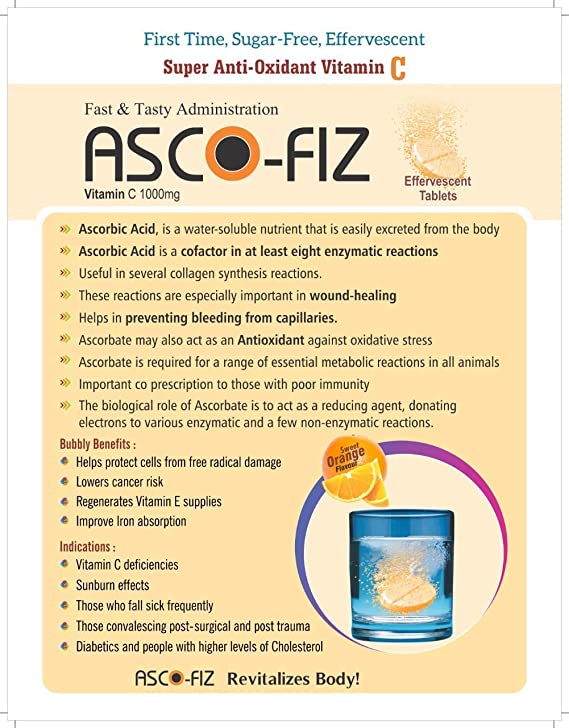 First Time, Sugar-Free, Effervescent
Super Anti-Oxidant Vitamin C
Fast & Tasty Administration
ASCO-FIZ
Vitamin C 1000mg
Effervescent
Tablets
Ascorbic Acid, is a water-soluble nutrient that is easily excreted from the body
Ascorbic Acid is a cofactor in at least eight enzymatic reactions
Useful in several collagen synthesis reactions.
These reactions are especially important in wound-healing
Helps in preventing bleeding from capillaries.
Ascorbate may also act as an Antioxidant against oxidative stress
Ascorbate is required for a range of essential metabolic reactions in all animals
Important co prescription to those with poor immunity
The biological role of Ascorbate is to act as a reducing agent, donating
electrons to various enzymatic and a few non-enzymatic reactions.
Bubbly Benefits :
Helps protect cells from free radical damage
Lowers cancer risk
Regenerates Vitamin E supplies
Improve Iron absorption
Sweet
Orange
Flavour
Indications :
Vitamin C deficiencies
Sunburn effects
Those who fall sick frequently
Those convalescing post-surgical and post trauma
Diabetics and people with higher levels of Cholesterol
ASCO-FIZ Revitalizes Body!